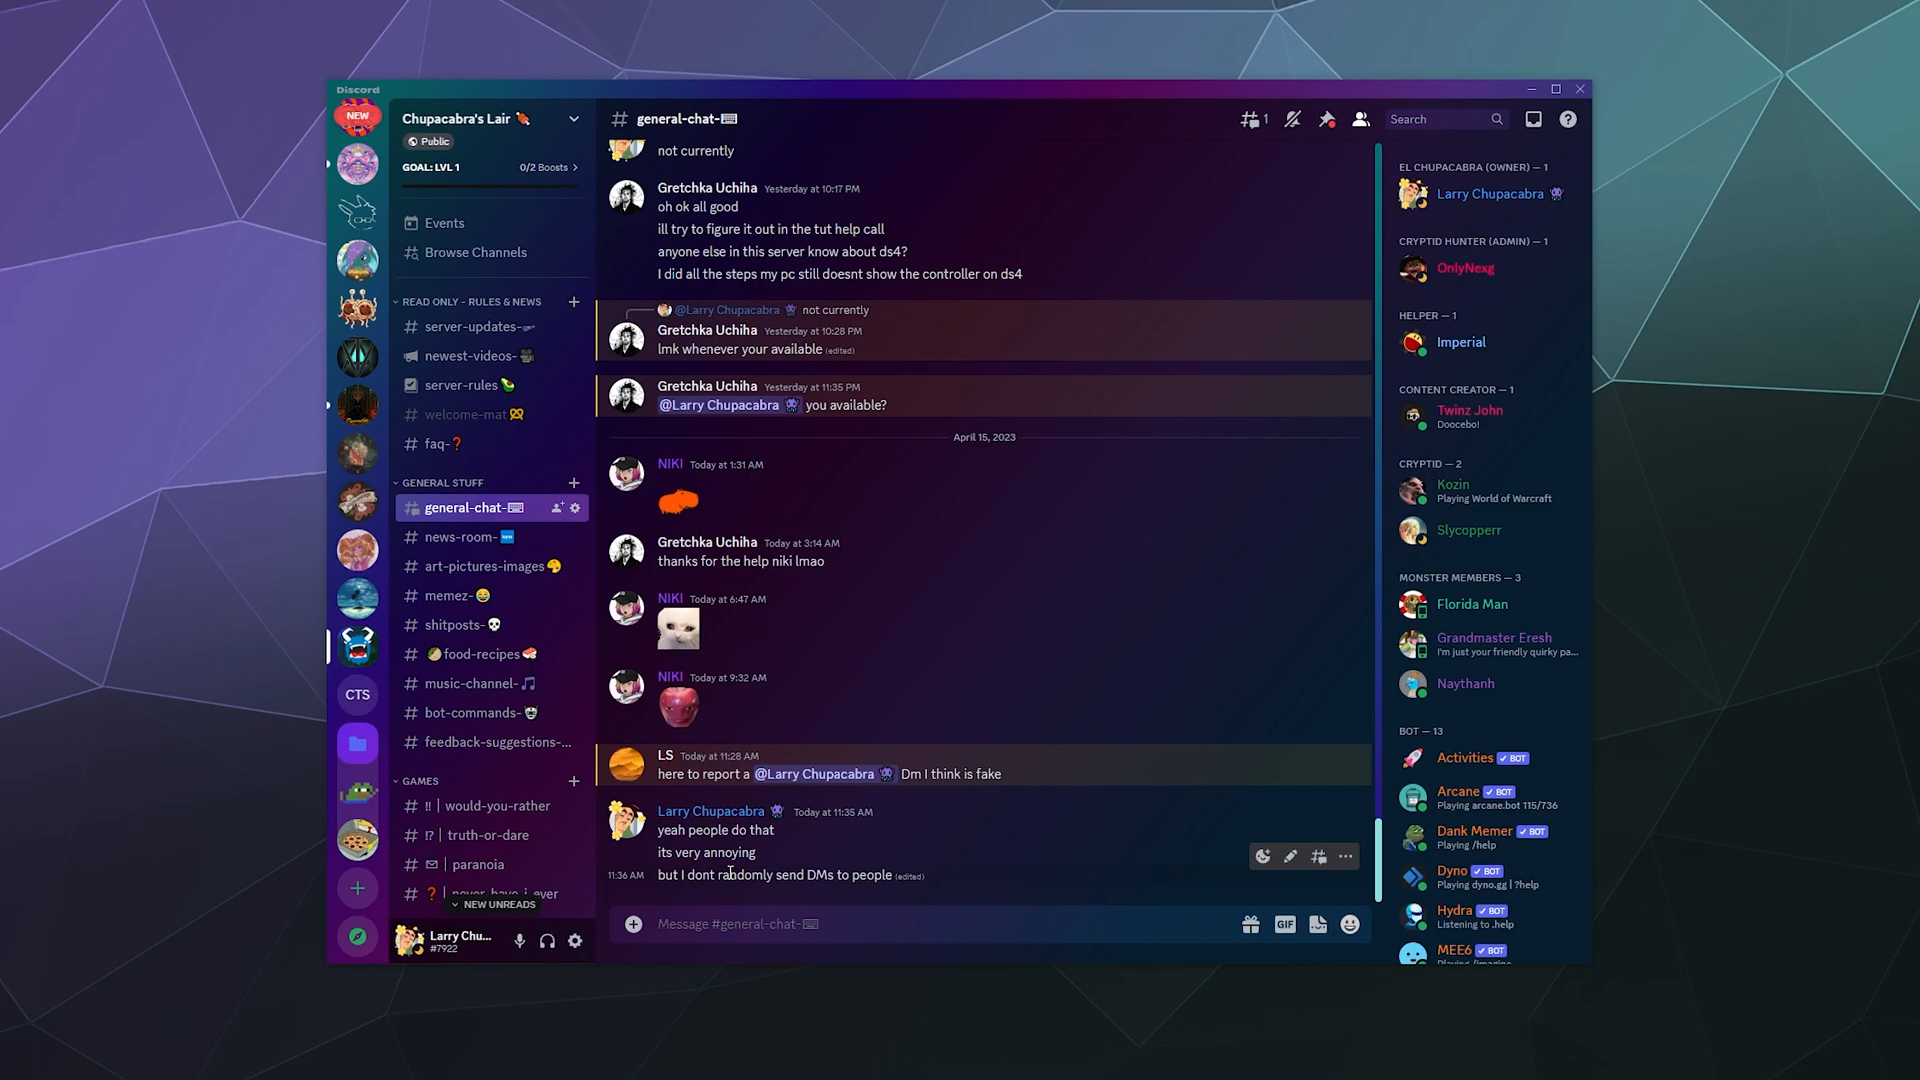 Discord
NEW
CTS
Chupacabra's Lair
Public
GOAL: LVL 1
0/2 Boosts
Events
Browse Channels
READ ONLY - RULES & NEWS
server-updates-
newest-videos-
server-rules
welcome-mat
faq-❓
GENERAL STUFF
general-chat-
news-room-
art-pictures-images
memez-
shitposts-
food-recipes
music-channel-
bot-commands-
feedback-suggestions-...
GAMES
‼ | would-you-rather
⁉ | truth-or-dare
| paranoia
❓ | never-have-i-ever
NEW UNREADS
Larry Chu...
#7922
general-chat-
1
Search
not currently
Gretchka Uchiha Yesterday at 10:17 PM
oh ok all good
ill try to figure it out in the tut help call
anyone else in this server know about ds4?
I did all the steps my pc still doesnt show the controller on ds4
@Larry Chupacabra not currently
Gretchka Uchiha Yesterday at 10:28 PM
lmk whenever your available (edited)
Gretchka Uchiha Yesterday at 11:35 PM
@Larry Chupacabra you available?
April 15, 2023
NIKI Today at 1:31 AM
Gretchka Uchiha Today at 3:14 AM
thanks for the help niki lmao
NIKI Today at 6:47 AM
NIKI Today at 9:32 AM
LS Today at 11:28 AM
here to report a @Larry Chupacabra Dm I think is fake
Larry Chupacabra Today at 11:35 AM
yeah people do that
its very annoying
11:36 AM but I dont randomly send DMs to people (edited)
Message #general-chat-
GIF
EL CHUPACABRA (OWNER) — 1
Larry Chupacabra
CRYPTID HUNTER (ADMIN) — 1
OnlyNexg
HELPER — 1
Imperial
CONTENT CREATOR — 1
Twinz John
Doocebo!
CRYPTID — 2
Kozin
Playing World of Warcraft
Slycopperr
MONSTER MEMBERS — 3
Florida Man
Grandmaster Eresh
I'm just your friendly quirky pa...
Naythanh
BOT — 13
Activities ✓ BOT
Arcane ✓ BOT
Playing arcane.bot 115/736
Dank Memer ✓ BOT
Playing /help
Dyno ✓ BOT
Playing dyno.gg | ?help
Hydra ✓ BOT
Listening to .help
MEE6 ✓ BOT